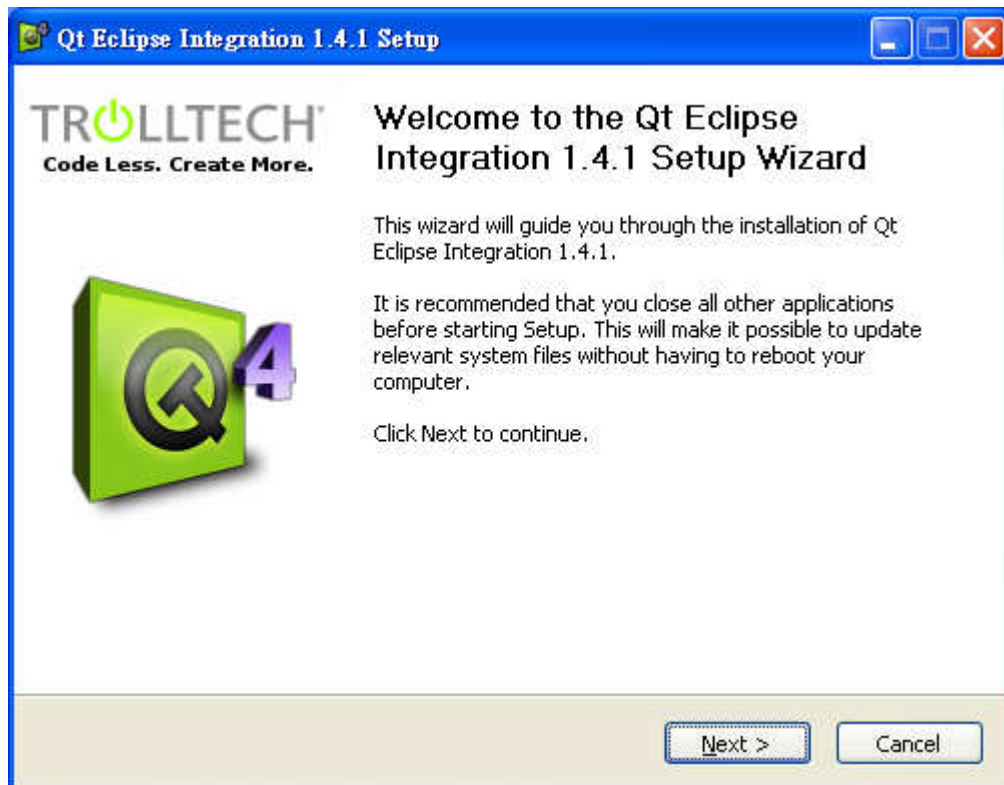 Qt Eclipse Integration 1.4.1 Setup
TROLLTECH®
Code Less. Create More.
4
Welcome to the Qt Eclipse
Integration 1.4.1 Setup Wizard
This wizard will guide you through the installation of Qt
Eclipse Integration 1.4.1.
It is recommended that you close all other applications
before starting Setup. This will make it possible to update
relevant system files without having to reboot your
computer.
Click Next to continue.
Next >
Cancel